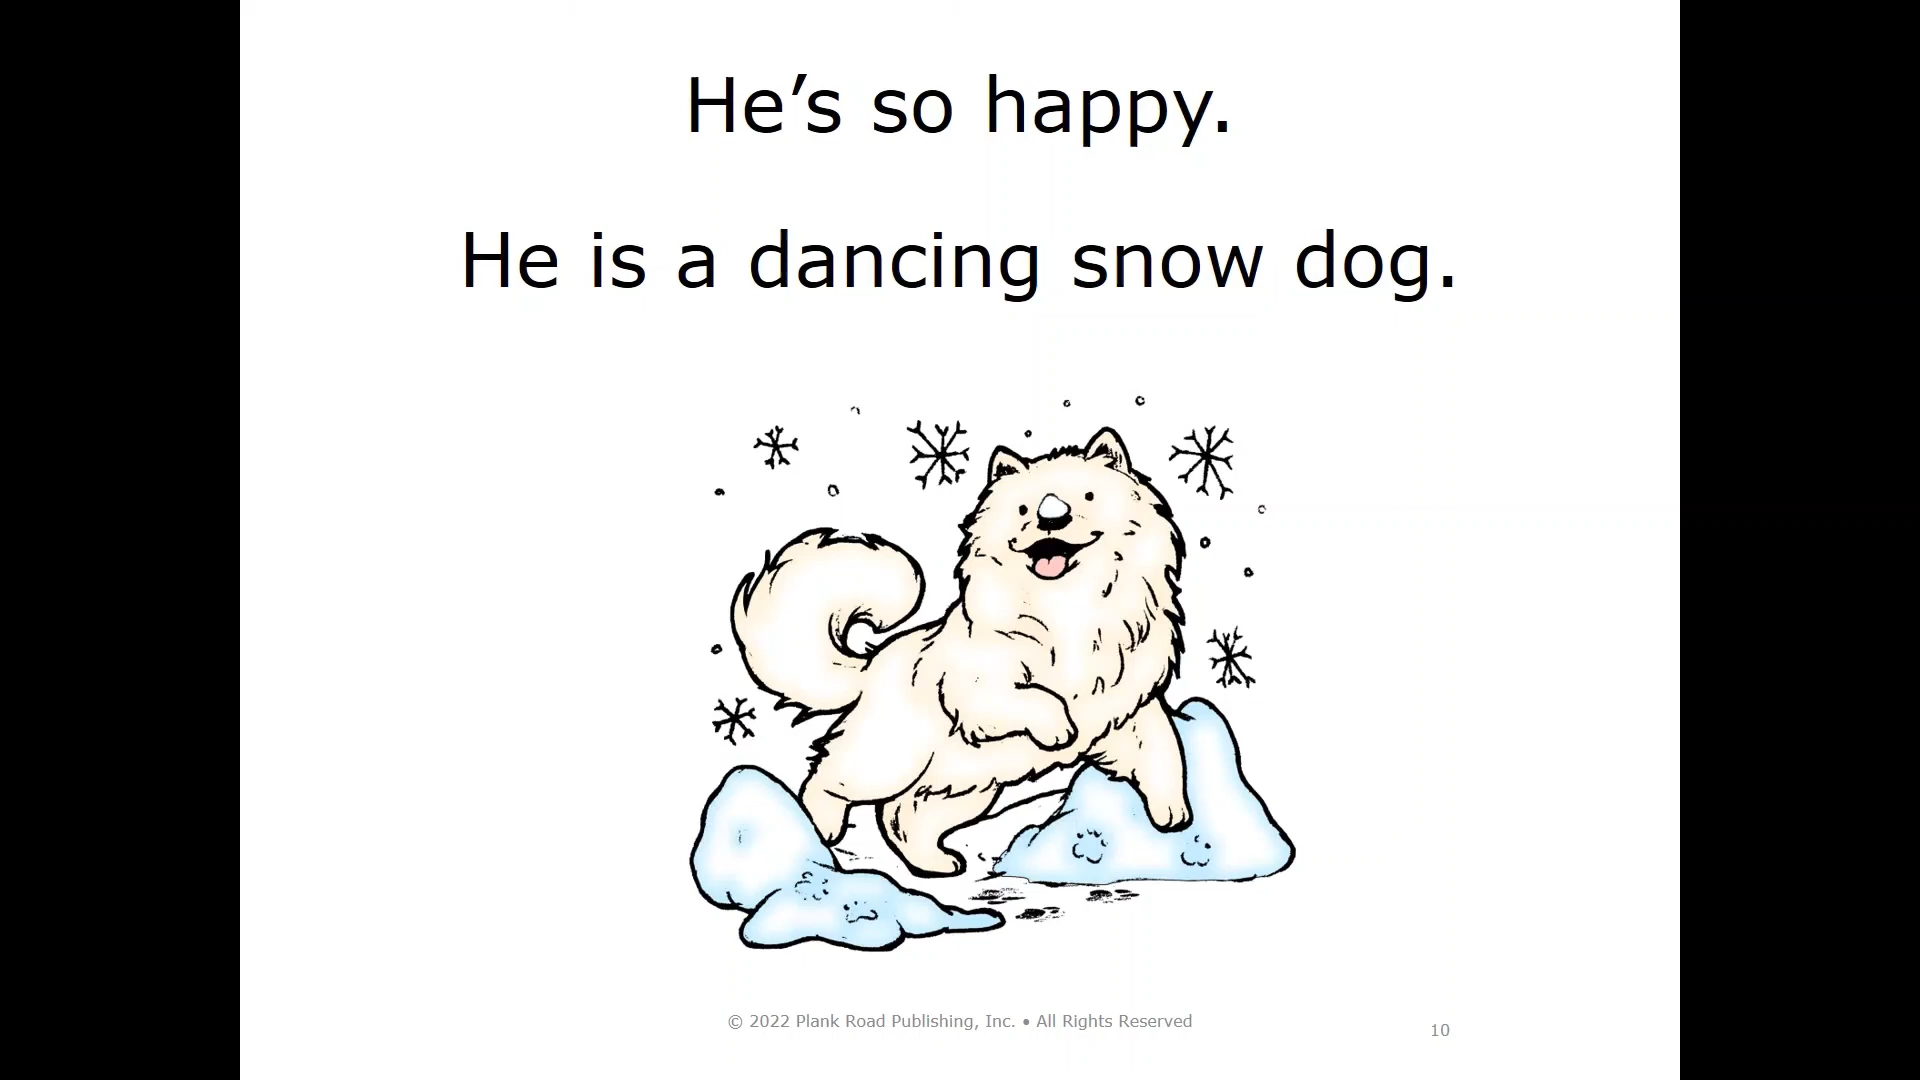 He’s so happy.
He is a dancing snow dog.
© 2022 Plank Road Publishing, Inc. • All Rights Reserved
10